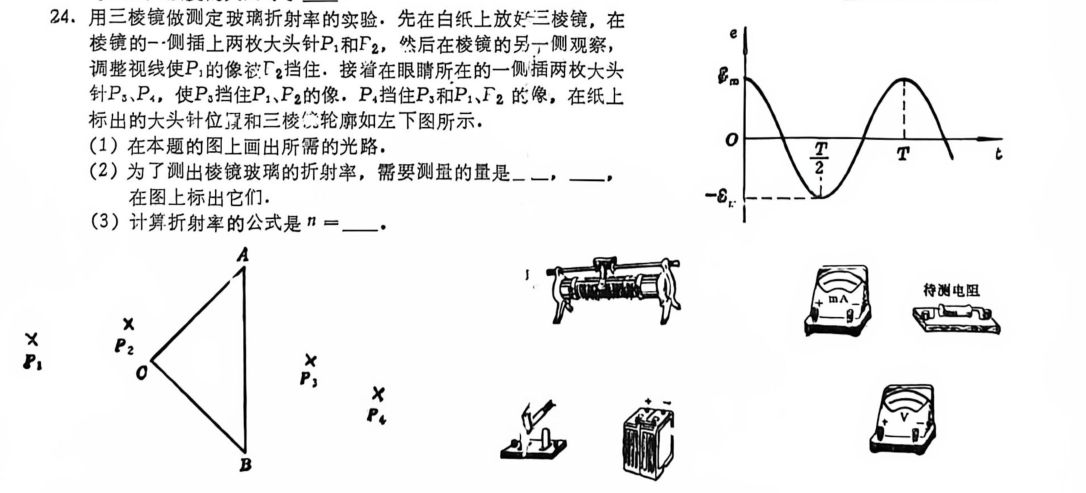 24. 用三棱镜做测定玻璃折射率的实验. 先在白纸上放好三棱镜, 在
棱镜的一侧插上两枚大头针P₁和P₂, 然后在棱镜的另一侧观察,
调整视线使P₁的像被P₂挡住. 接着在眼睛所在的一侧插两枚大头
针P₃、P₄, 使P₃挡住P₁、P₂的像. P₄挡住P₃和P₁、P₂的像, 在纸上
标出的大头针位置和三棱镜轮廓如左下图所示.
(1) 在本题的图上画出所需的光路.
(2) 为了测出棱镜玻璃的折射率, 需要测量的量是____, ____,
在图上标出它们.
(3) 计算折射率的公式是 n = ____.
e
ℰm
O
T/2
T
t
-ℰ
A
P₁
P₂
O
P₃
P₄
B
+ mA -
待测电阻
+ -
+ V -